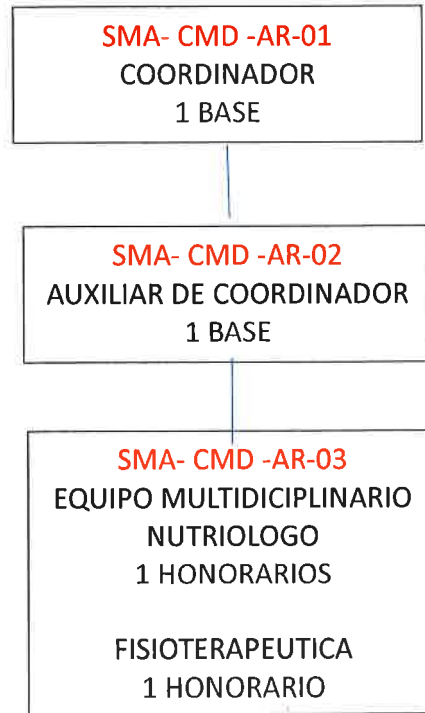 SMA- CMD -AR-01
COORDINADOR
1 BASE
SMA- CMD -AR-02
AUXILIAR DE COORDINADOR
1 BASE
SMA- CMD -AR-03
EQUIPO MULTIDICIPLINARIO
NUTRIOLOGO
1 HONORARIOS
FISIOTERAPEUTICA
1 HONORARIO